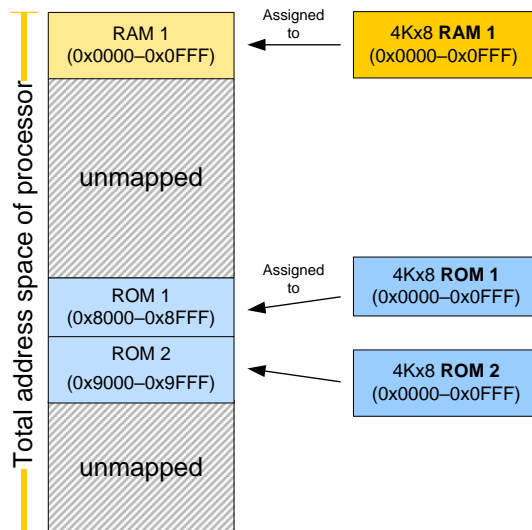 Total address space of processor
RAM 1
(0x0000–0x0FFF)
Assigned
to
4Kx8 RAM 1
(0x0000–0x0FFF)
unmapped
ROM 1
(0x8000–0x8FFF)
Assigned
to
4Kx8 ROM 1
(0x0000–0x0FFF)
ROM 2
(0x9000–0x9FFF)
4Kx8 ROM 2
(0x0000–0x0FFF)
unmapped